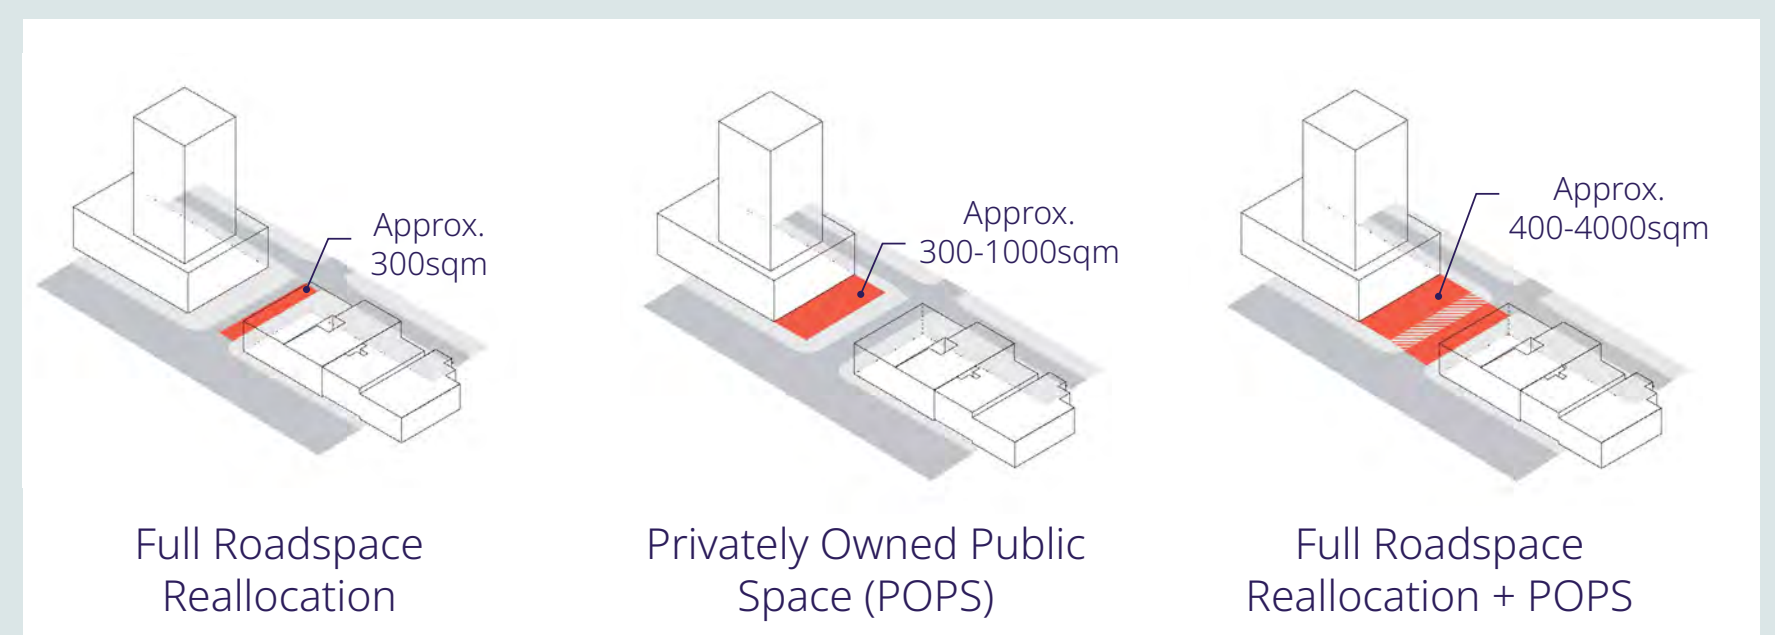 Approx.
300sqm
Full Roadspace
Reallocation
Approx.
300-1000sqm
Privately Owned Public
Space (POPS)
Approx.
400-4000sqm
Full Roadspace
Reallocation + POPS